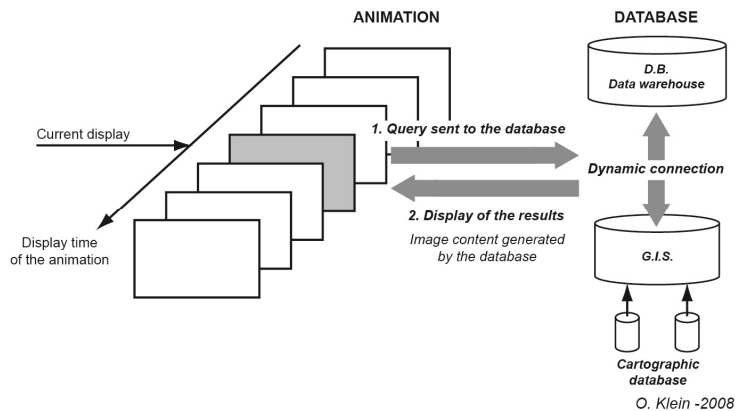 ANIMATION
DATABASE
D.B.
Data warehouse
Current display
1. Query sent to the database
Dynamic connection
2. Display of the results
Image content generated
by the database
Display time
of the animation
G.I.S.
Cartographic
database
O. Klein -2008